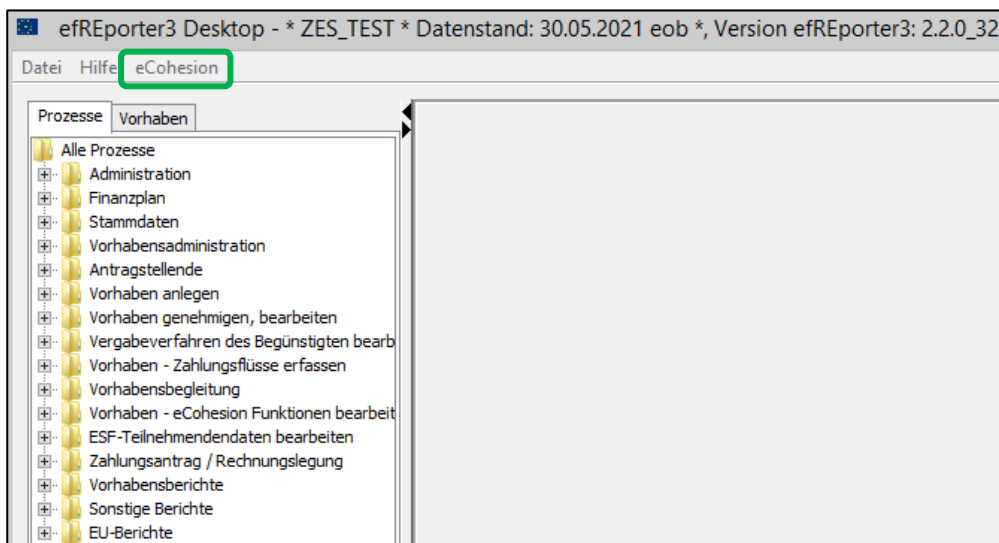 efREporter3 Desktop - * ZES_TEST * Datenstand: 30.05.2021 eob *, Version efREporter3: 2.2.0_32
Datei Hilfe eCohesion
Prozesse Vorhaben
Alle Prozesse
Administration
Finanzplan
Stammdaten
Vorhabensadministration
Antragstellende
Vorhaben anlegen
Vorhaben genehmigen, bearbeiten
Vergabeverfahren des Begünstigten bearb
Vorhaben - Zahlungsflüsse erfassen
Vorhabensbegleitung
Vorhaben - eCohesion Funktionen bearbeit
ESF-Teilnehmendendaten bearbeiten
Zahlungsantrag / Rechnungslegung
Vorhabensberichte
Sonstige Berichte
EU-Berichte